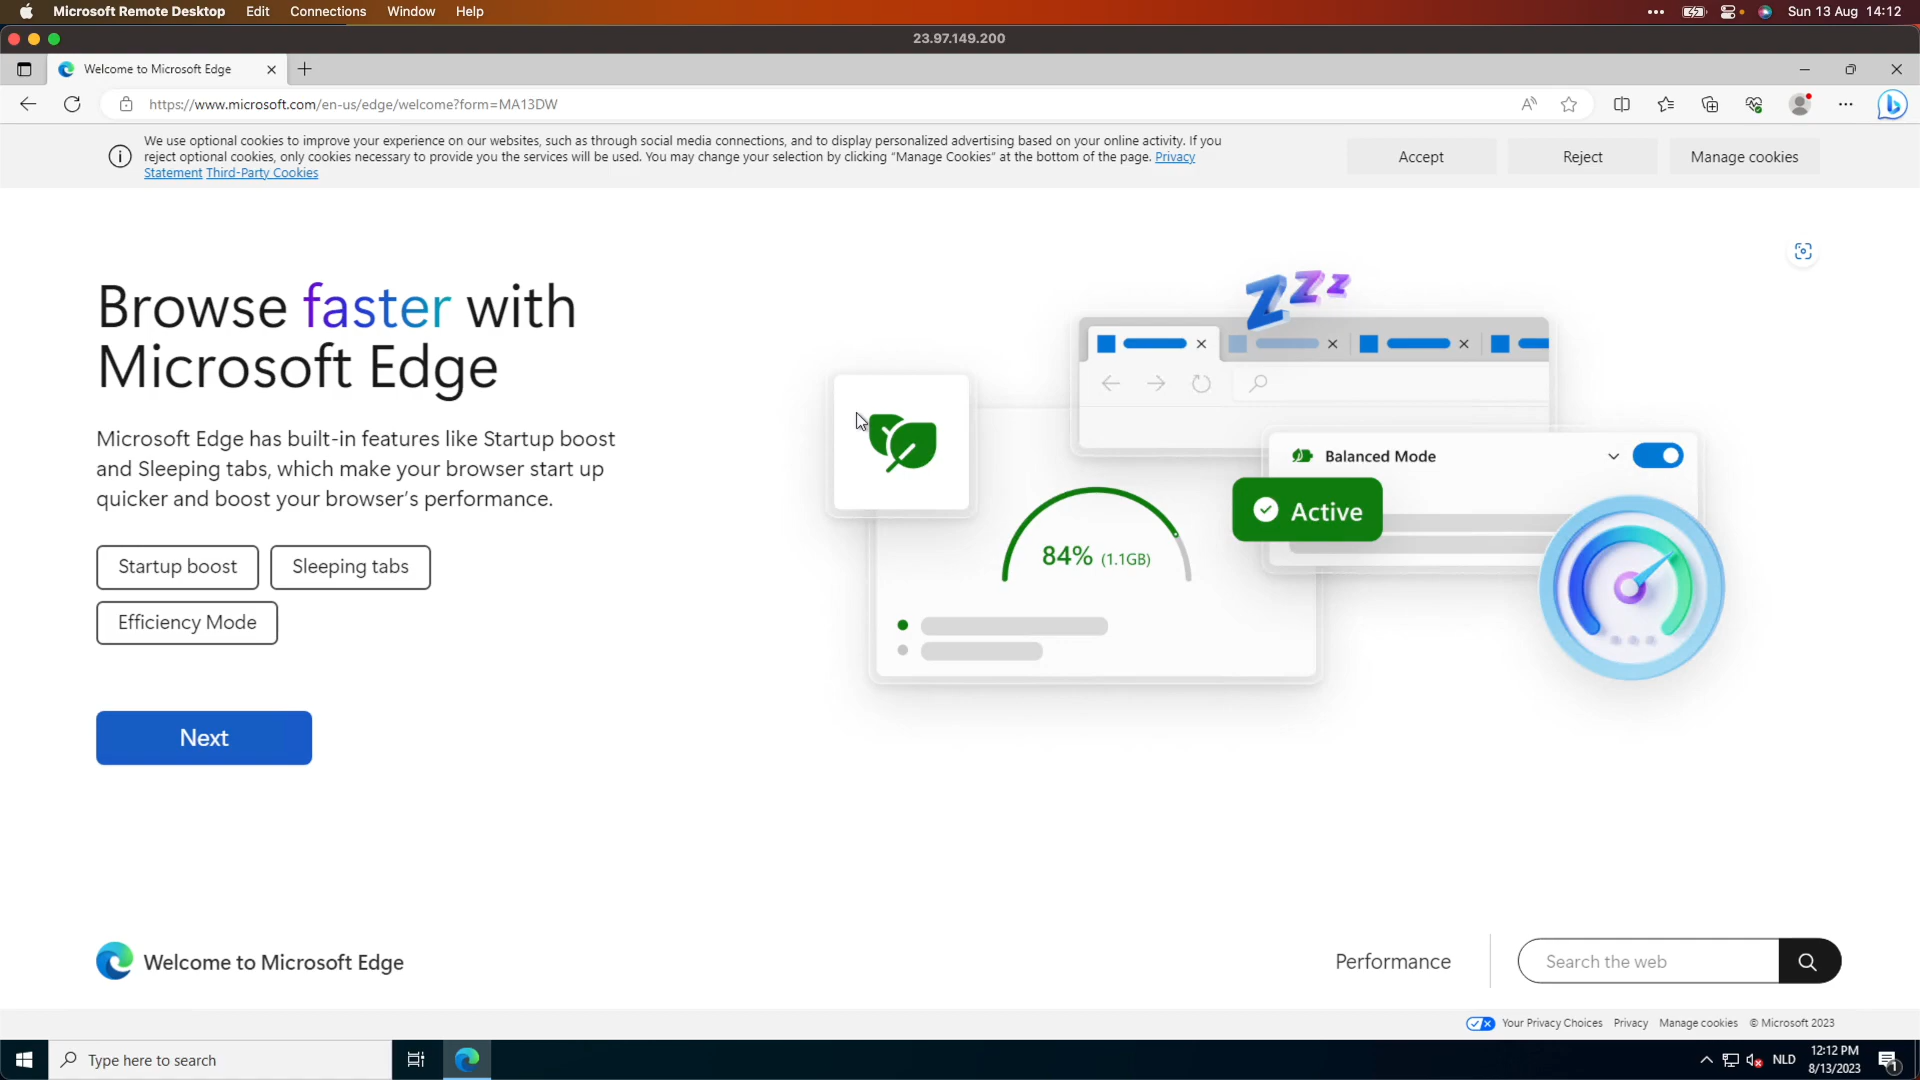 Microsoft Remote Desktop Edit Connections Window Help
Sun 13 Aug 14:12
23.97.149.200
Welcome to Microsoft Edge
https://www.microsoft.com/en-us/edge/welcome?form=MA13DW
We use optional cookies to improve your experience on our websites, such as through social media connections, and to display personalized advertising based on your online activity. If you
reject optional cookies, only cookies necessary to provide you the services will be used. You may change your selection by clicking “Manage Cookies” at the bottom of the page. Privacy
Statement Third-Party Cookies
Accept
Reject
Manage cookies
Browse faster with
Microsoft Edge
Microsoft Edge has built-in features like Startup boost
and Sleeping tabs, which make your browser start up
quicker and boost your browser’s performance.
Startup boost
Sleeping tabs
Efficiency Mode
Next
Zzz
Balanced Mode
Active
84% (1.1GB)
Welcome to Microsoft Edge
Performance
Search the web
Your Privacy Choices Privacy Manage cookies © Microsoft 2023
Type here to search
NLD
12:12 PM
8/13/2023
1